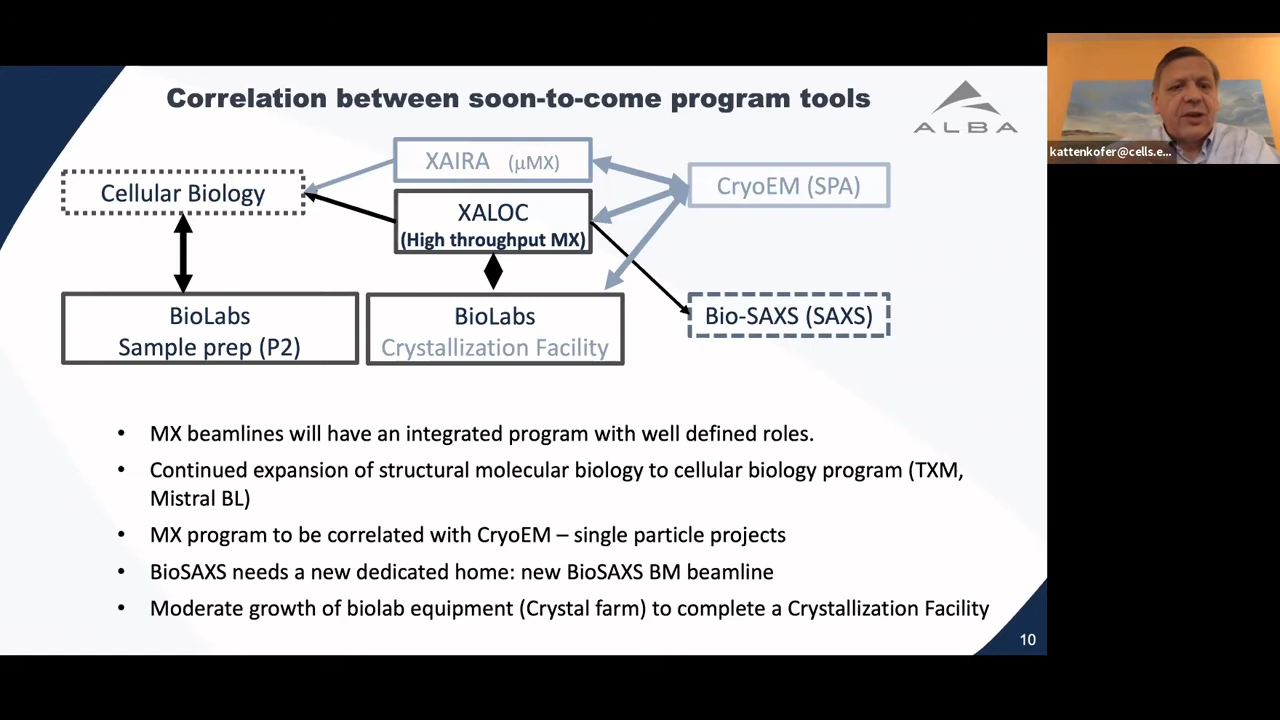 Correlation between soon-to-come program tools
ALBA
kattenkofer@cells.e...
XAIRA (μMX)
Cellular Biology
CryoEM (SPA)
XALOC
(High throughput MX)
BioLabs
Sample prep (P2)
BioLabs
Crystallization Facility
Bio-SAXS (SAXS)
• MX beamlines will have an integrated program with well defined roles.
• Continued expansion of structural molecular biology to cellular biology program (TXM,
Mistral BL)
• MX program to be correlated with CryoEM – single particle projects
• BioSAXS needs a new dedicated home: new BioSAXS BM beamline
• Moderate growth of biolab equipment (Crystal farm) to complete a Crystallization Facility
10